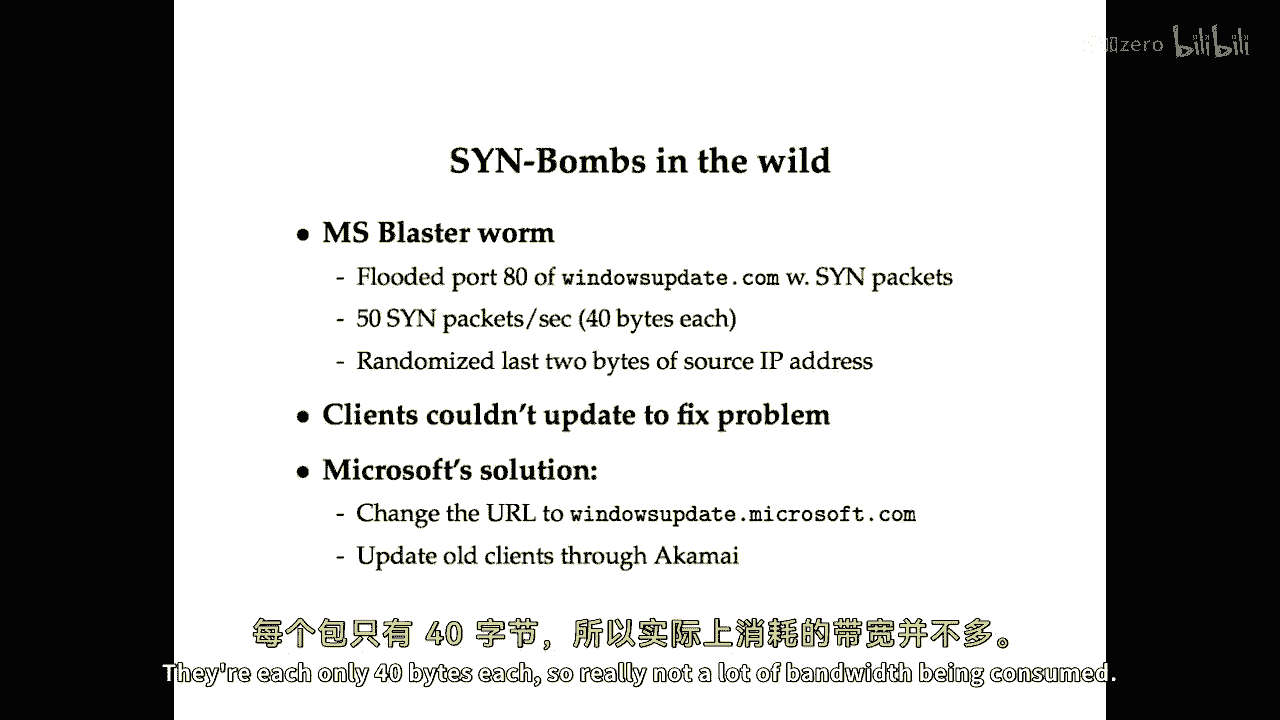 zero bilibili
SYN-Bombs in the wild
• MS Blaster worm
- Flooded port 80 of windowsupdate.com w. SYN packets
- 50 SYN packets/sec (40 bytes each)
- Randomized last two bytes of source IP address
• Clients couldn't update to fix problem
• Microsoft's solution:
- Change the URL to windowsupdate.microsoft.com
- Update old clients through Akamai
每个包只有 40 字节，所以实际上消耗的带宽并不多。
They're each only 40 bytes each, so really not a lot of bandwidth being consumed.